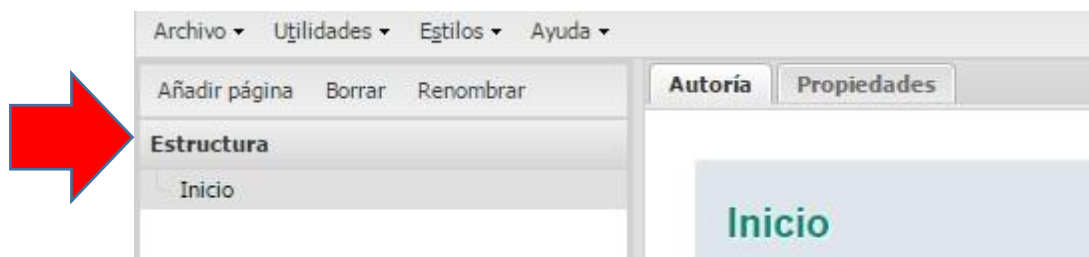 Archivo Utilidades Estilos Ayuda
Añadir página Borrar Renombrar
Autoría Propiedades
Estructura
Inicio
Inicio